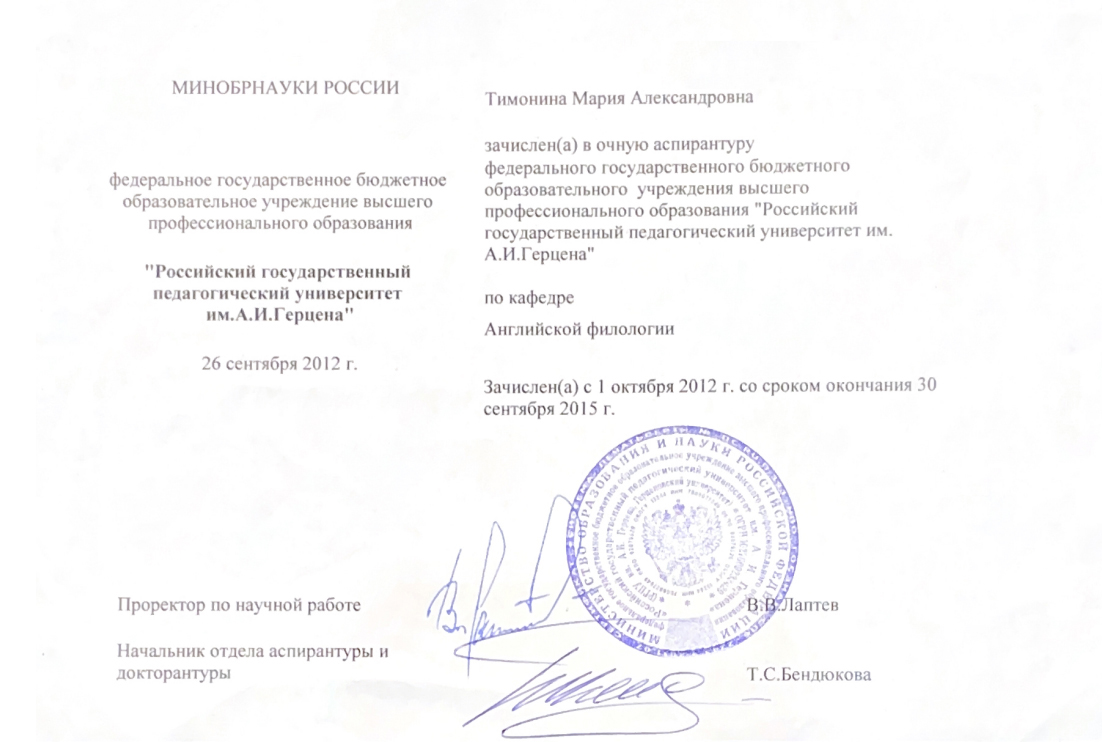 МИНОБРНАУКИ РОССИИ
федеральное государственное бюджетное
образовательное учреждение высшего
профессионального образования
"Российский государственный
педагогический университет
им.А.И.Герцена"
26 сентября 2012 г.
Тимонина Мария Александровна
зачислен(а) в очную аспирантуру
федерального государственного бюджетного
образовательного учреждения высшего
профессионального образования "Российский
государственный педагогический университет им.
А.И.Герцена"
по кафедре
Английской филологии
Зачислен(а) с 1 октября 2012 г. со сроком окончания 30
сентября 2015 г.
МИНИСТЕРСТВО ОБРАЗОВАНИЯ И НАУКИ РОССИЙСКОЙ ФЕДЕРАЦИИ
Проректор по научной работе
В.В.Лаптев
Начальник отдела аспирантуры и
докторантуры
Т.С.Бендюкова